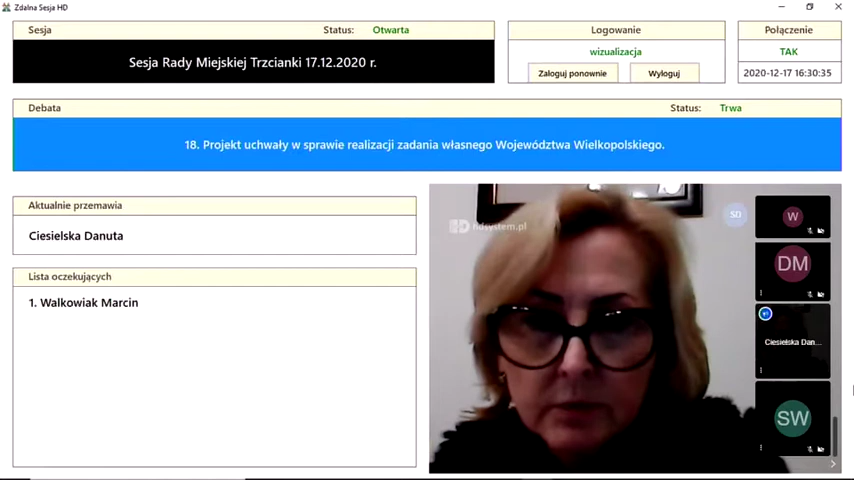 Zdalna Sesja HD
Sesja
Status: Otwarta
Sesja Rady Miejskiej Trzcianki 17.12.2020 r.
Logowanie
wizualizacja
Zaloguj ponownie
Wyloguj
Połączenie
TAK
2020-12-17 16:30:35
Debata
Status: Trwa
18. Projekt uchwały w sprawie realizacji zadania własnego Województwa Wielkopolskiego.
Aktualnie przemawia
Ciesielska Danuta
Lista oczekujących
1. Walkowiak Marcin
hdsystem.pl
SD
W
DM
Ciesielska Dan...
SW